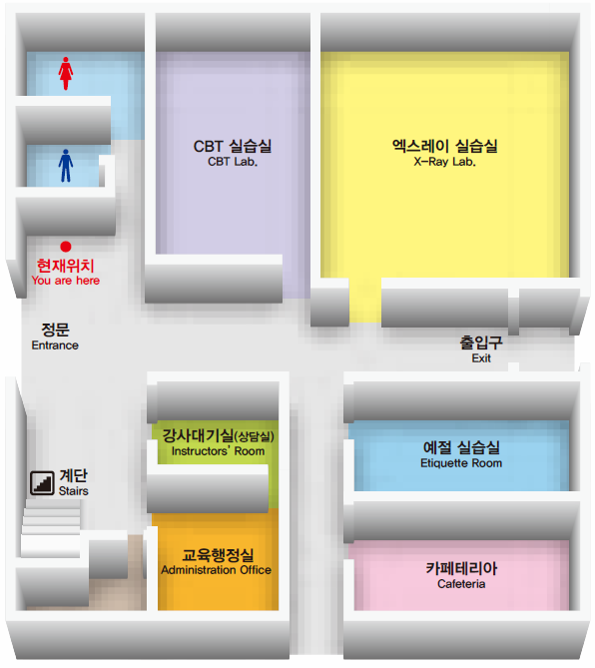 CBT 실습실
CBT Lab.
엑스레이 실습실
X-Ray Lab.
현재위치
You are here
정문
Entrance
출입구
Exit
강사대기실(상담실)
Instructors' Room
예절 실습실
Etiquette Room
계단
Stairs
교육행정실
Administration Office
카페테리아
Cafeteria